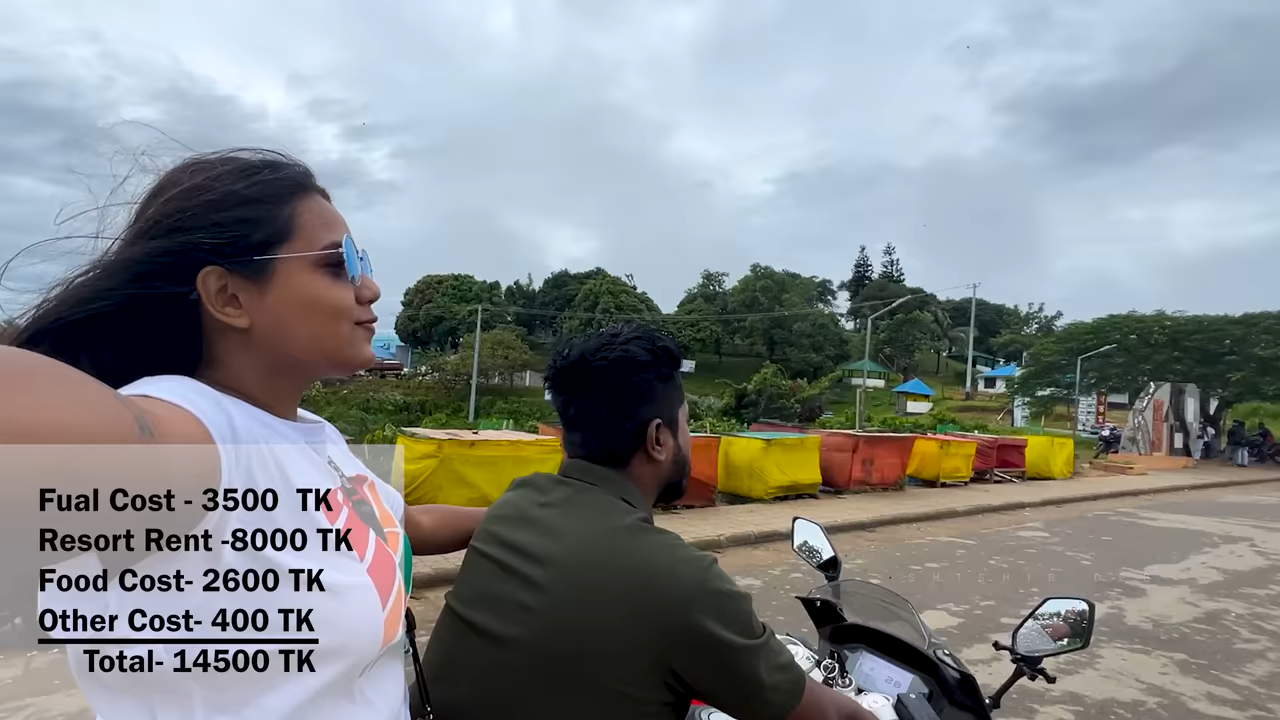 Fual Cost - 3500  TK
Resort Rent -8000 TK
Food Cost- 2600 TK
Other Cost- 400 TK
Total- 14500 TK
28